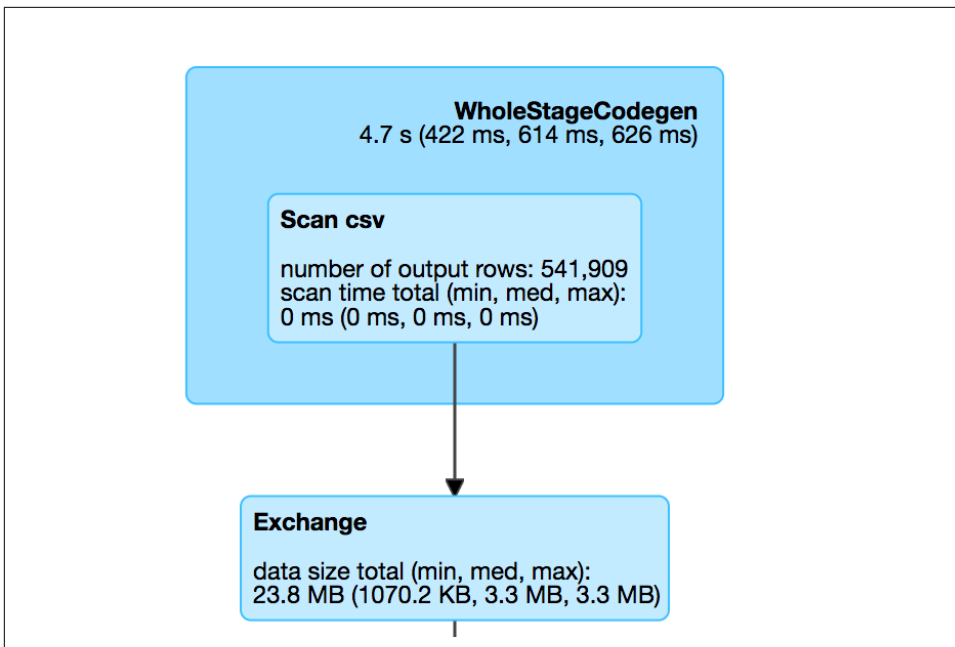 WholeStageCodegen
4.7 s (422 ms, 614 ms, 626 ms)
Scan csv
number of output rows: 541,909
scan time total (min, med, max):
0 ms (0 ms, 0 ms, 0 ms)
Exchange
data size total (min, med, max):
23.8 MB (1070.2 KB, 3.3 MB, 3.3 MB)